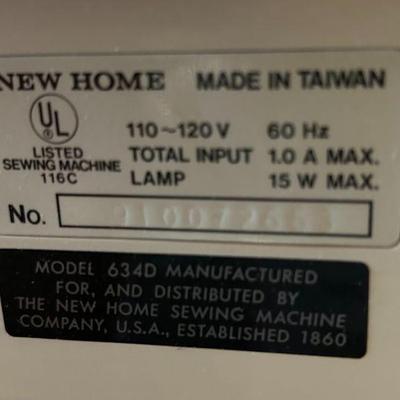 NEW HOME MADE IN TAIWAN
UL
®
LISTED
SEWING MACHINE
116C
110~120 V 60 Hz
TOTAL INPUT 1.0 A MAX.
LAMP 15 W MAX.
No.
MODEL 634D MANUFACTURED
FOR, AND DISTRIBUTED BY
THE NEW HOME SEWING MACHINE
COMPANY, U.S.A., ESTABLISHED 1860